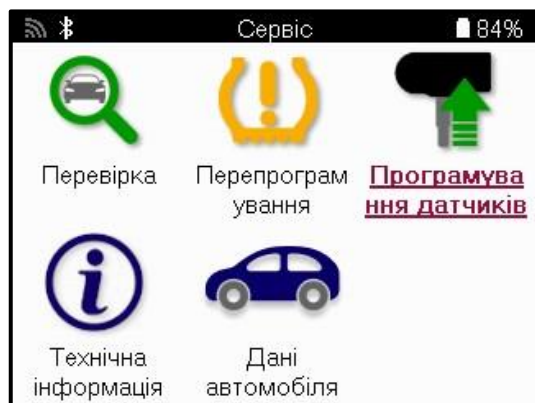 Сервіс 84%
Перевірка
Перепрограм
ування
Програмува
ння датчиків
Технічна
інформація
Дані
автомобіля